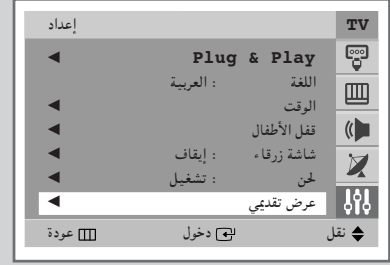 TV إعداد
Plug & Play
اللغة : العربية
الوقت
قفل الأطفال
شاشة زرقاء : إيقاف
لحن : تشغيل
عرض تقديمي
نقل دخول عودة